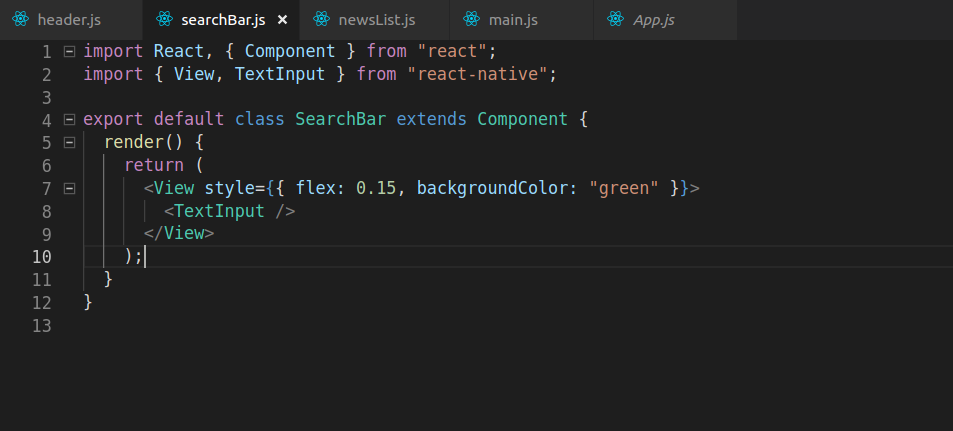 header.js searchBar.js × newsList.js main.js App.js
1 import React, { Component } from "react";
2 import { View, TextInput } from "react-native";
3
4 export default class SearchBar extends Component {
5   render() {
6     return (
7       <View style={{ flex: 0.15, backgroundColor: "green" }}>
8         <TextInput />
9       </View>
10     );
11   }
12 }
13